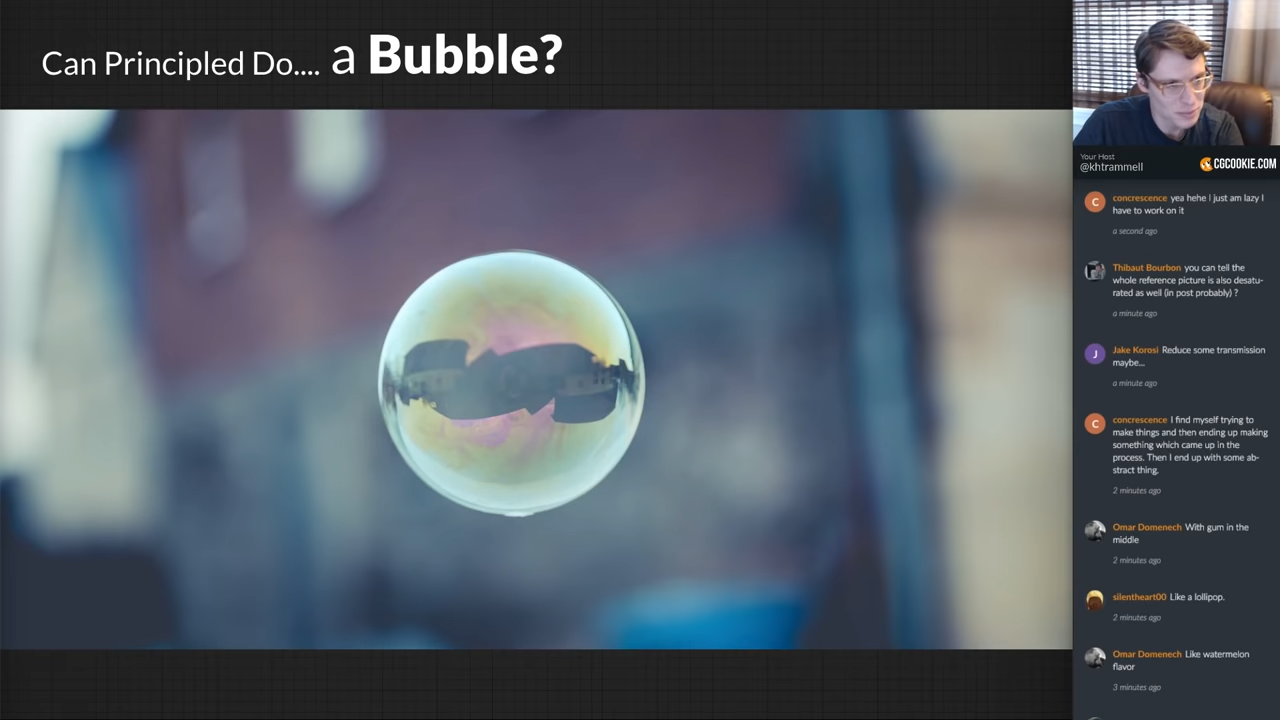 Can Principled Do.... a Bubble?
Your Host
@khtrammell
CGCOOKIE.COM
C
concrescence yea hehe I just am lazy I
have to work on it
a second ago
Thibaut Bourbon you can tell the
whole reference picture is also desatu-
rated as well (in post probably) ?
a minute ago
J
Jake Korosi Reduce some transmission
maybe...
a minute ago
C
concrescence I find myself trying to
make things and then ending up making
something which came up in the
process. Then I end up with some ab-
stract thing.
2 minutes ago
Omar Domenech With gum in the
middle
2 minutes ago
silentheart00 Like a lollipop.
2 minutes ago
Omar Domenech Like watermelon
flavor
3 minutes ago